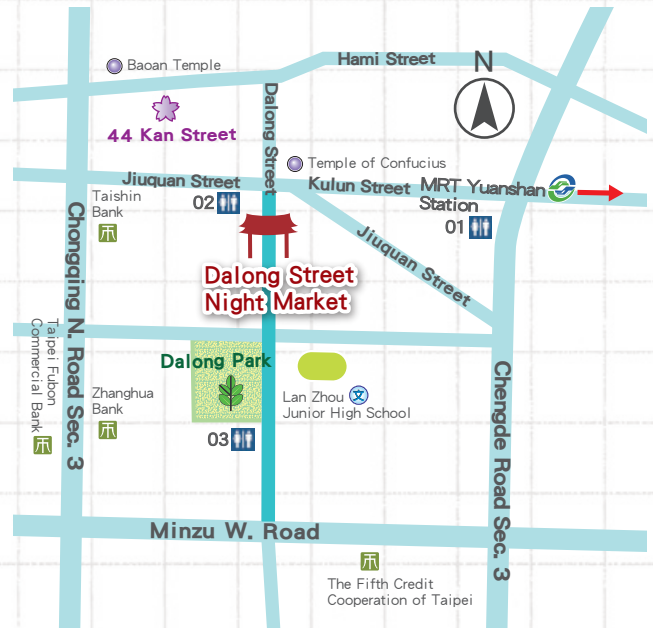 Hami Street
N
Baoan Temple
44 Kan Street
Dalong Street
Temple of Confucius
Jiuquan Street
Kulun Street
MRT Yuanshan
Station
01
Taishin
Bank
02
Chongqing N. Road Sec. 3
Jiuquan Street
Dalong Street
Night Market
Taipei Fubon
Commercial Bank
Dalong Park
Zhanghua
Bank
Lan Zhou 文
Junior High School
Chengde Road Sec. 3
03
Minzu W. Road
The Fifth Credit
Cooperation of Taipei